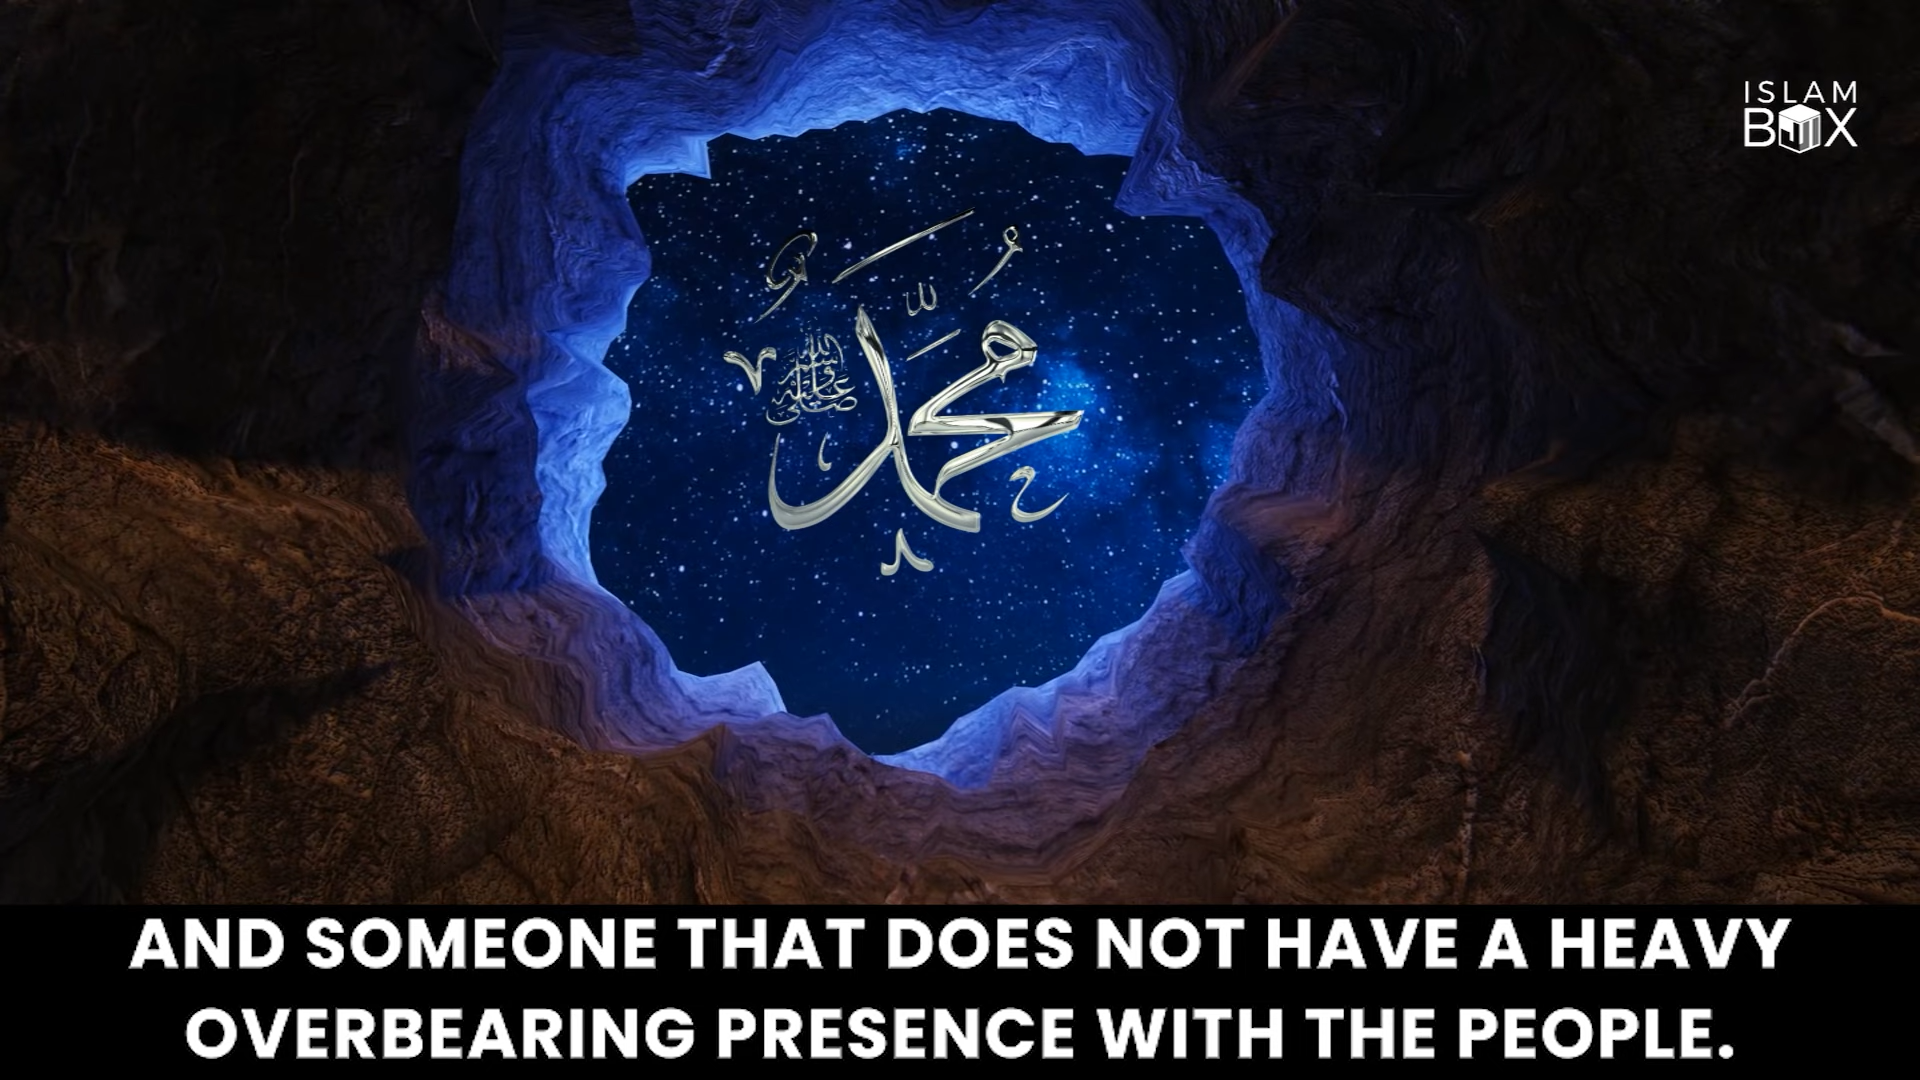 ISLAM
BOX
محمد
صلى الله عليه وسلم
AND SOMEONE THAT DOES NOT HAVE A HEAVY
OVERBEARING PRESENCE WITH THE PEOPLE.